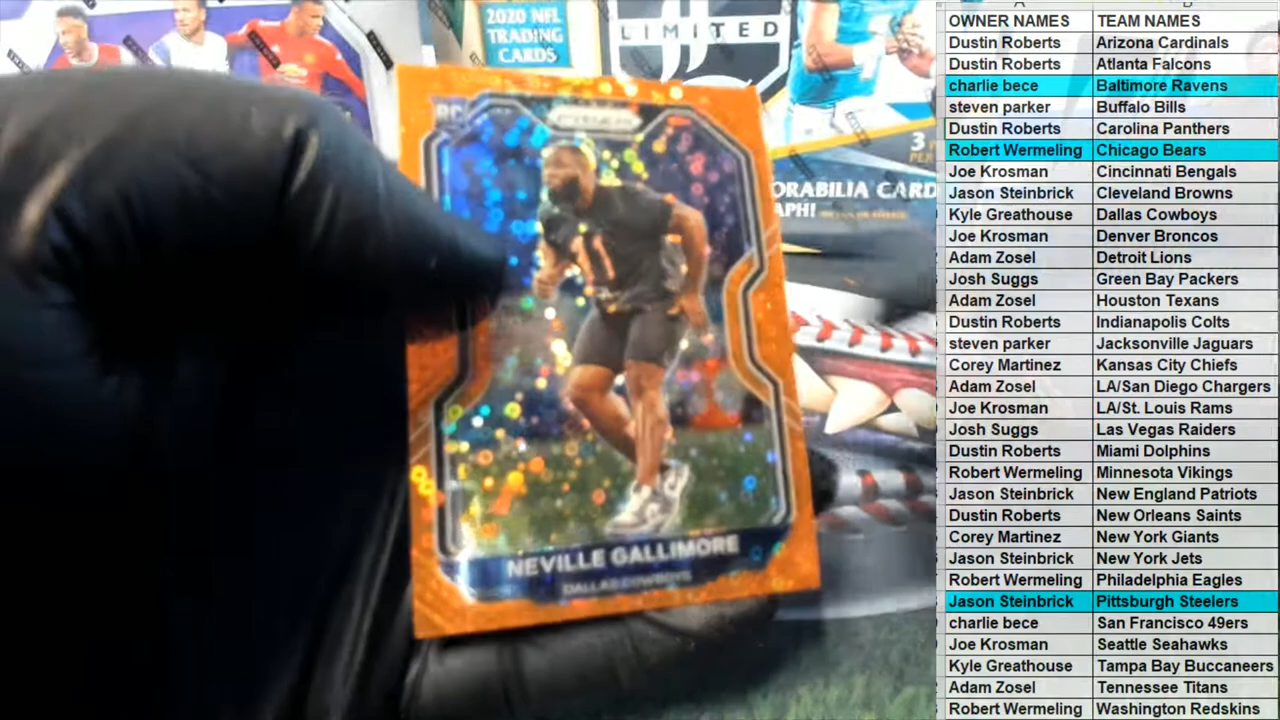 2020 NFL
TRADING
CARDS
LIMITED
3
PER
ORABILIA CARD
APH!
RC
PRIZM
11
NEVILLE GALLIMORE
DALLAS COWBOYS
OWNER NAMES TEAM NAMES
Dustin Roberts Arizona Cardinals
Dustin Roberts Atlanta Falcons
charlie bece Baltimore Ravens
steven parker Buffalo Bills
Dustin Roberts Carolina Panthers
Robert Wermeling Chicago Bears
Joe Krosman Cincinnati Bengals
Jason Steinbrick Cleveland Browns
Kyle Greathouse Dallas Cowboys
Joe Krosman Denver Broncos
Adam Zosel Detroit Lions
Josh Suggs Green Bay Packers
Adam Zosel Houston Texans
Dustin Roberts Indianapolis Colts
steven parker Jacksonville Jaguars
Corey Martinez Kansas City Chiefs
Adam Zosel LA/San Diego Chargers
Joe Krosman LA/St. Louis Rams
Josh Suggs Las Vegas Raiders
Dustin Roberts Miami Dolphins
Robert Wermeling Minnesota Vikings
Jason Steinbrick New England Patriots
Dustin Roberts New Orleans Saints
Corey Martinez New York Giants
Jason Steinbrick New York Jets
Robert Wermeling Philadelphia Eagles
Jason Steinbrick Pittsburgh Steelers
charlie bece San Francisco 49ers
Joe Krosman Seattle Seahawks
Kyle Greathouse Tampa Bay Buccaneers
Adam Zosel Tennessee Titans
Robert Wermeling Washington Redskins